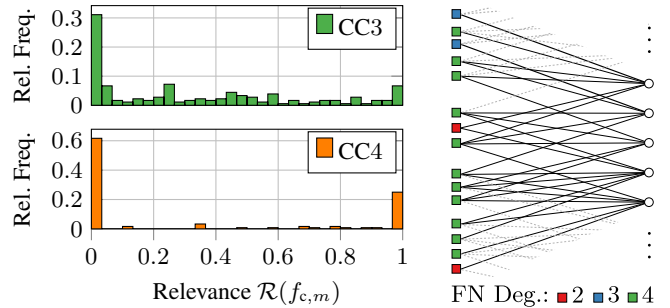 0.3
0.2
0.1
0
Rel. Freq.
CC3
0.6
0.4
0.2
0
Rel. Freq.
CC4
0 0.2 0.4 0.6 0.8 1
Relevance R(f_{c,m})
FN Deg.: 2 3 4